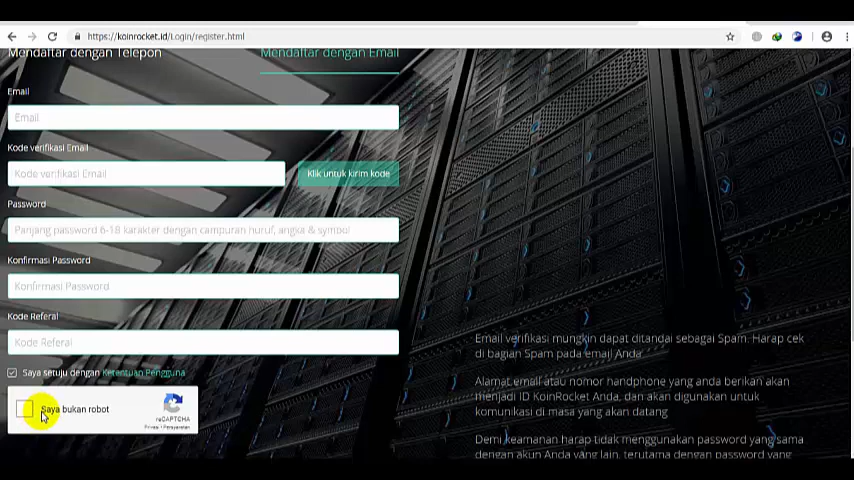 https://koinrocket.id/Login/register.html
Mendaftar dengan Telepon
Mendaftar dengan Email
Email
Email
Kode verifikasi Email
Kode verifikasi Email
Klik untuk kirim kode
Password
Panjang password 6-18 karakter dengan campuran huruf, angka & symbol
Konfirmasi Password
Konfirmasi Password
Kode Referal
Kode Referal
Saya setuju dengan Ketentuan Pengguna
Saya bukan robot
reCAPTCHA
Privasi - Persyaratan
Email verifikasi mungkin dapat ditandai sebagai Spam. Harap cek
di bagian Spam pada email Anda
Alamat email atau nomor handphone yang anda berikan akan
menjadi ID KoinRocket Anda, dan akan digunakan untuk
komunikasi di masa yang akan datang
Demi keamanan harap tidak menggunakan password yang sama
dengan akun Anda yang lain, terutama dengan password yang